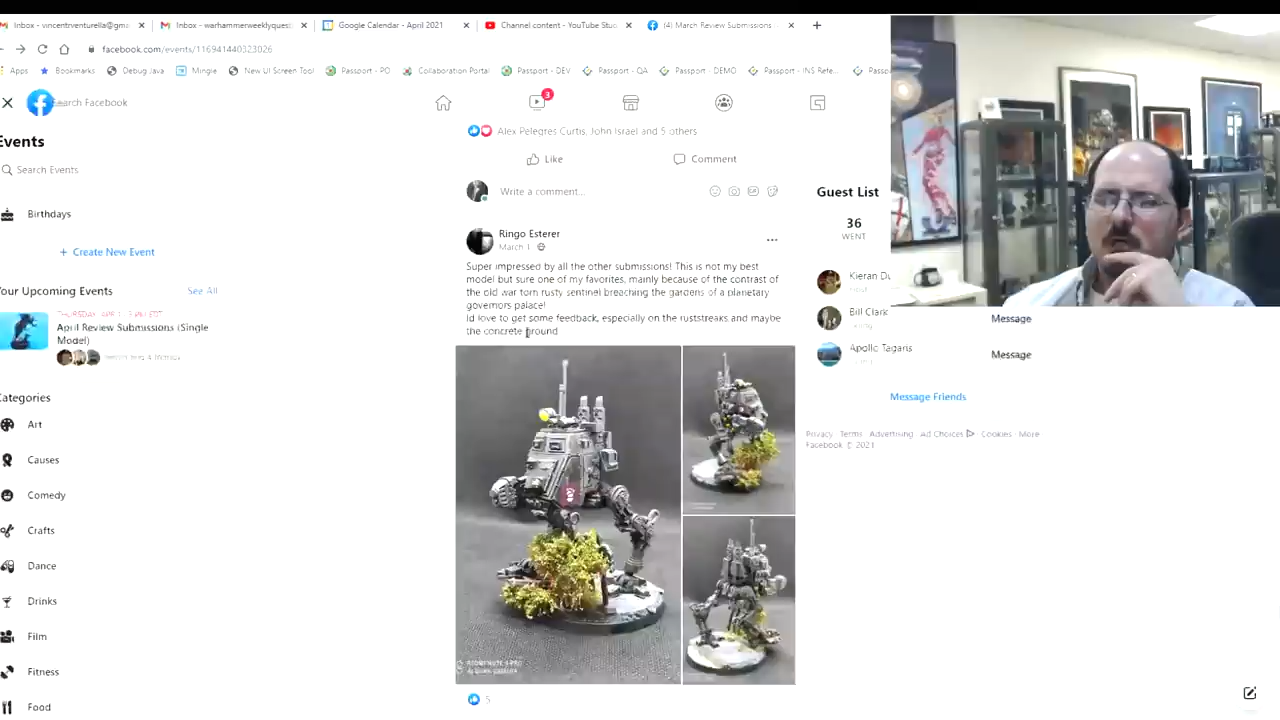 Inbox - vincentrventurella@gma
Inbox - warhammerweeklyques
Google Calendar - April 2021
Channel content - YouTube Stu
(4) March Review Submissions
facebook.com/events/116941440323026
Apps
Bookmarks
Debug Java
Mingle
New UI Screen Tool
Passport - PO
Collaboration Portal
Passport - DEV
Passport - QA
Passport - DEMO
Passport - INS Refe...
Pass
earch Facebook
3
Events
Search Events
Birthdays
+ Create New Event
Your Upcoming Events
See All
April Review Submissions (Single
Model)
Categories
Art
Causes
Comedy
Crafts
Dance
Drinks
Film
Fitness
Food
Alex Pelegres Curtis, John Israel and 5 others
Like
Comment
Write a comment...
Ringo Esterer
March 1
Super impressed by all the other submissions! This is not my best
model but sure one of my favorites, mainly because of the contrast of
the old war torn rusty sentinel breaching the gardens of a planetary
governors palace!
Id love to get some feedback, especially on the ruststreaks and maybe
the concrete ground
5
Guest List
36
WENT
Kieran Du
Bill Clark
Message
Apollo Tagaris
Message
Message Friends
Privacy Terms Advertising Ad Choices Cookies More
Facebook © 2021